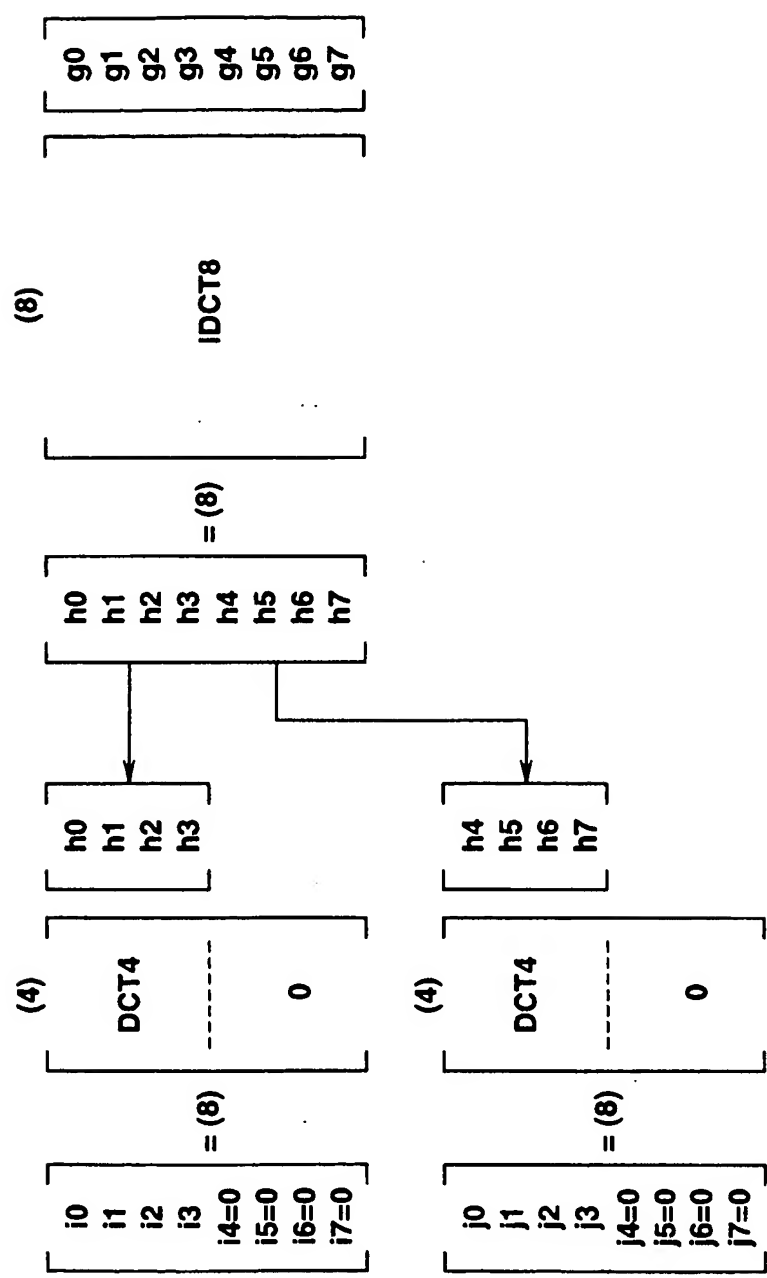 i0
i1
i2
i3
i4=0
i5=0
i6=0
i7=0
= (8)
(4)
DCT4
0
h0
h1
h2
h3
h0
h1
h2
h3
h4
h5
h6
h7
= (8)
(8)
IDCT8
g0
g1
g2
g3
g4
g5
g6
g7
j0
j1
j2
j3
j4=0
j5=0
j6=0
j7=0
= (8)
(4)
DCT4
0
h4
h5
h6
h7